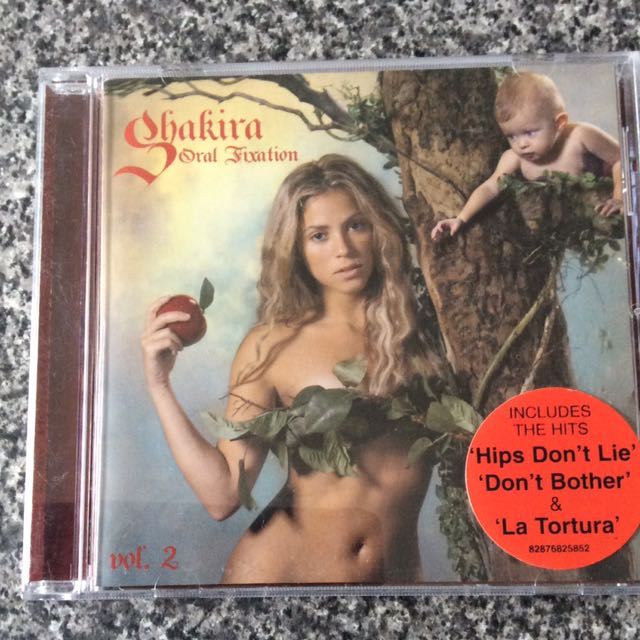 Shakira
Oral Fixation
INCLUDES
THE HITS
'Hips Don't Lie'
'Don't Bother'
&
'La Tortura'
82876825852
vol. 2